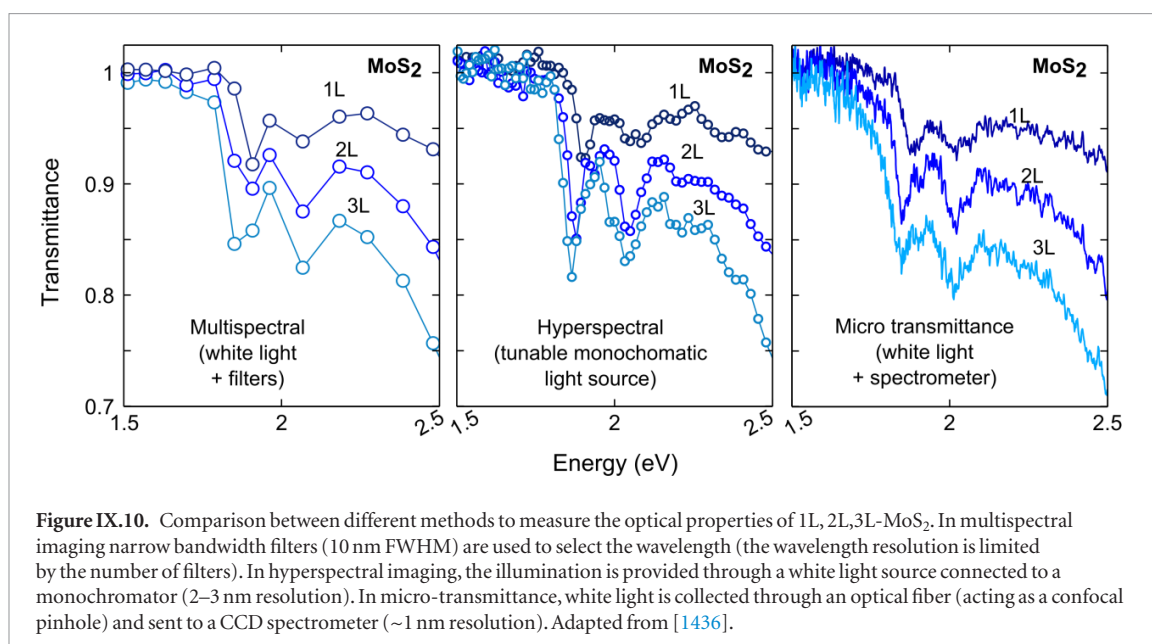 MoS₂ MoS₂ MoS₂
1 1L 1L 1L
2L 2L 2L
0.9
3L 3L 3L
Transmittance
0.8
Multispectral
(white light
+ filters)
Hyperspectral
(tunable monochomatic
light source)
Micro transmittance
(white light
+ spectrometer)
0.7
1.5 2 2.5 1.5 2 2.5 1.5 2 2.5
Energy (eV)
Figure IX.10. Comparison between different methods to measure the optical properties of 1L, 2L,3L-MoS₂. In multispectral
imaging narrow bandwidth filters (10 nm FWHM) are used to select the wavelength (the wavelength resolution is limited
by the number of filters). In hyperspectral imaging, the illumination is provided through a white light source connected to a
monochromator (2–3 nm resolution). In micro-transmittance, white light is collected through an optical fiber (acting as a confocal
pinhole) and sent to a CCD spectrometer (~1 nm resolution). Adapted from [1436].